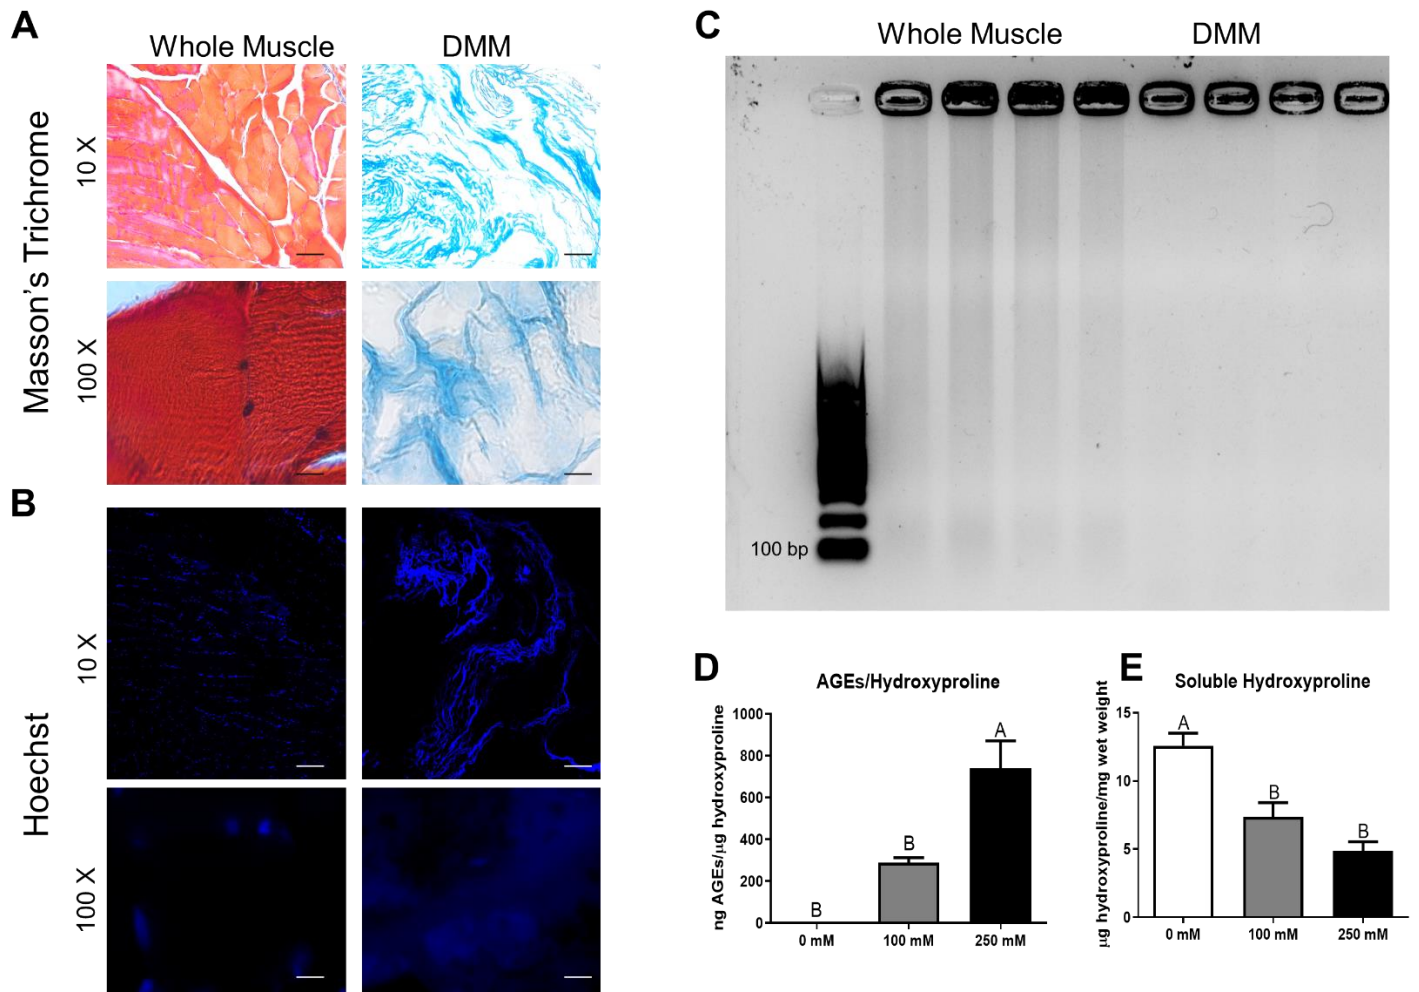 A
Whole Muscle
DMM
Masson's Trichrome
10 X
100 X
B
Hoechst
10 X
100 X
C
Whole Muscle
DMM
100 bp
D
AGEs/Hydroxyproline
ng AGEs/μg hydroxyproline
1000
800
600
400
200
0
B
B
A
0 mM
100 mM
250 mM
E
Soluble Hydroxyproline
μg hydroxyproline/mg wet weight
15
10
5
0
A
B
B
0 mM
100 mM
250 mM